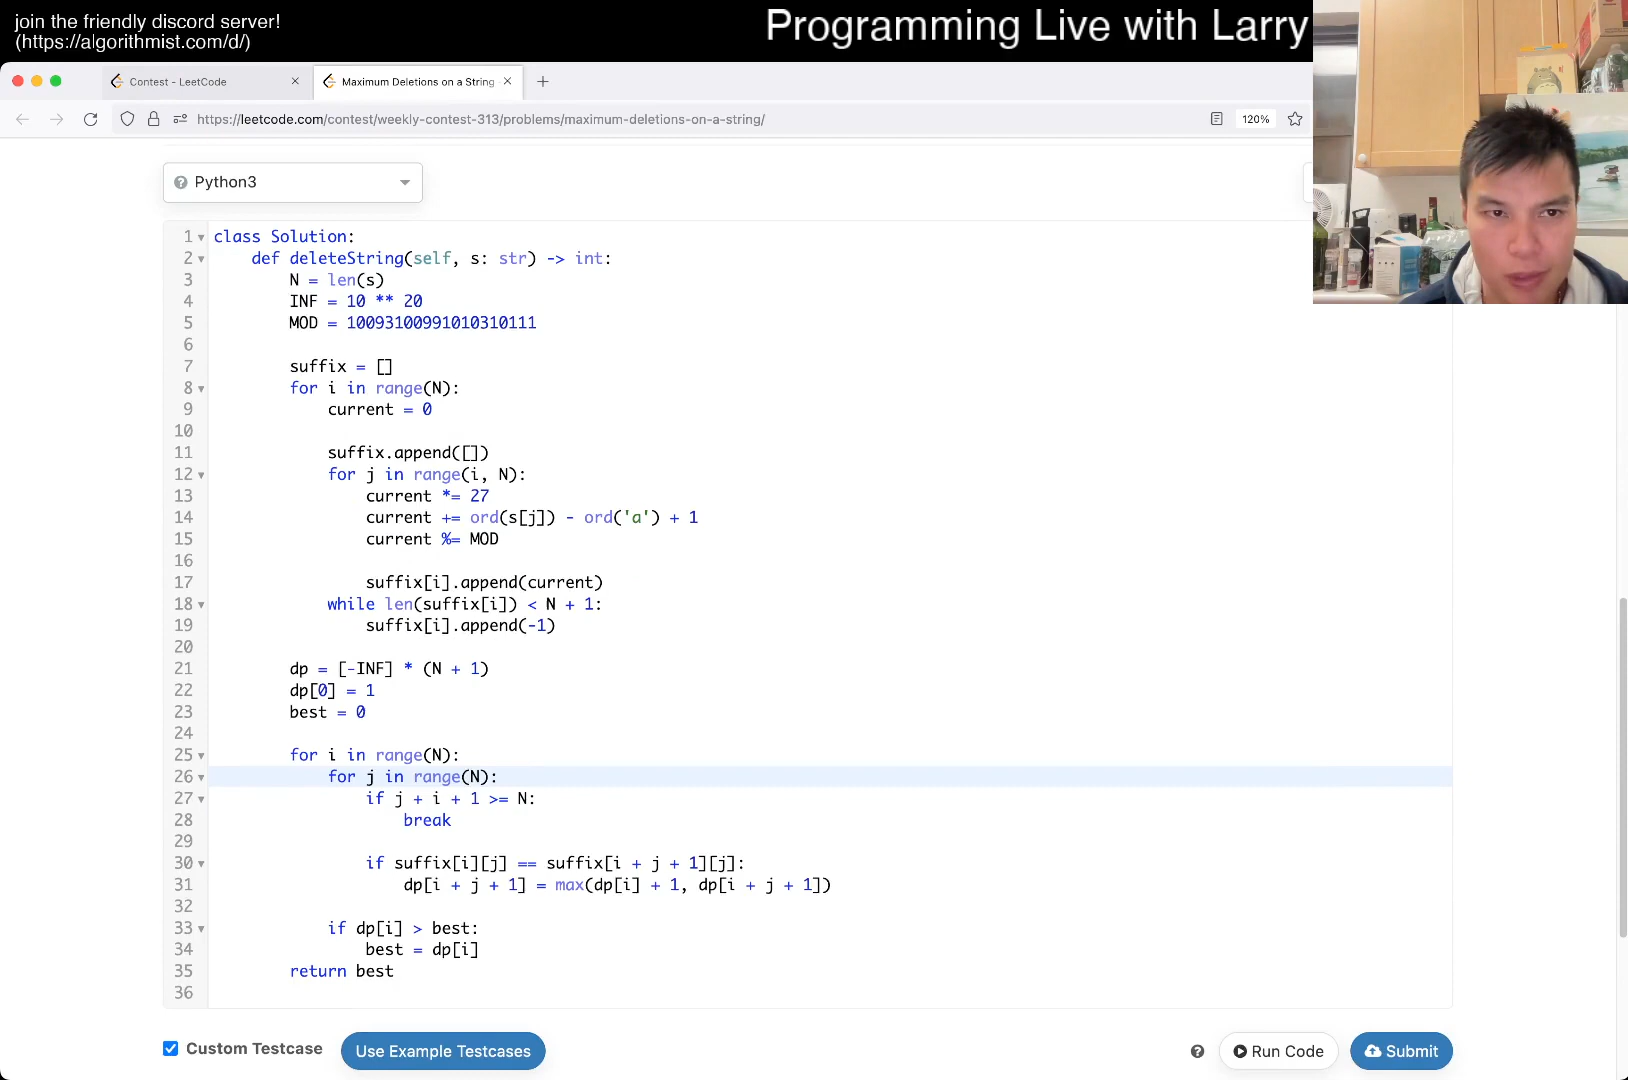 join the friendly discord server!
(https://algorithmist.com/d/)
Programming Live with Larry
Contest - LeetCode
Maximum Deletions on a String
https://leetcode.com/contest/weekly-contest-313/problems/maximum-deletions-on-a-string/
120%
Python3
1 class Solution:
2 def deleteString(self, s: str) -> int:
3 N = len(s)
4 INF = 10 ** 20
5 MOD = 10093100991010310111
6
7 suffix = []
8 for i in range(N):
9 current = 0
10
11 suffix.append([])
12 for j in range(i, N):
13 current *= 27
14 current += ord(s[j]) - ord('a') + 1
15 current %= MOD
16
17 suffix[i].append(current)
18 while len(suffix[i]) < N + 1:
19 suffix[i].append(-1)
20
21 dp = [-INF] * (N + 1)
22 dp[0] = 1
23 best = 0
24
25 for i in range(N):
26 for j in range(N):
27 if j + i + 1 >= N:
28 break
29
30 if suffix[i][j] == suffix[i + j + 1][j]:
31 dp[i + j + 1] = max(dp[i] + 1, dp[i + j + 1])
32
33 if dp[i] > best:
34 best = dp[i]
35 return best
36
Custom Testcase
Use Example Testcases
Run Code
Submit